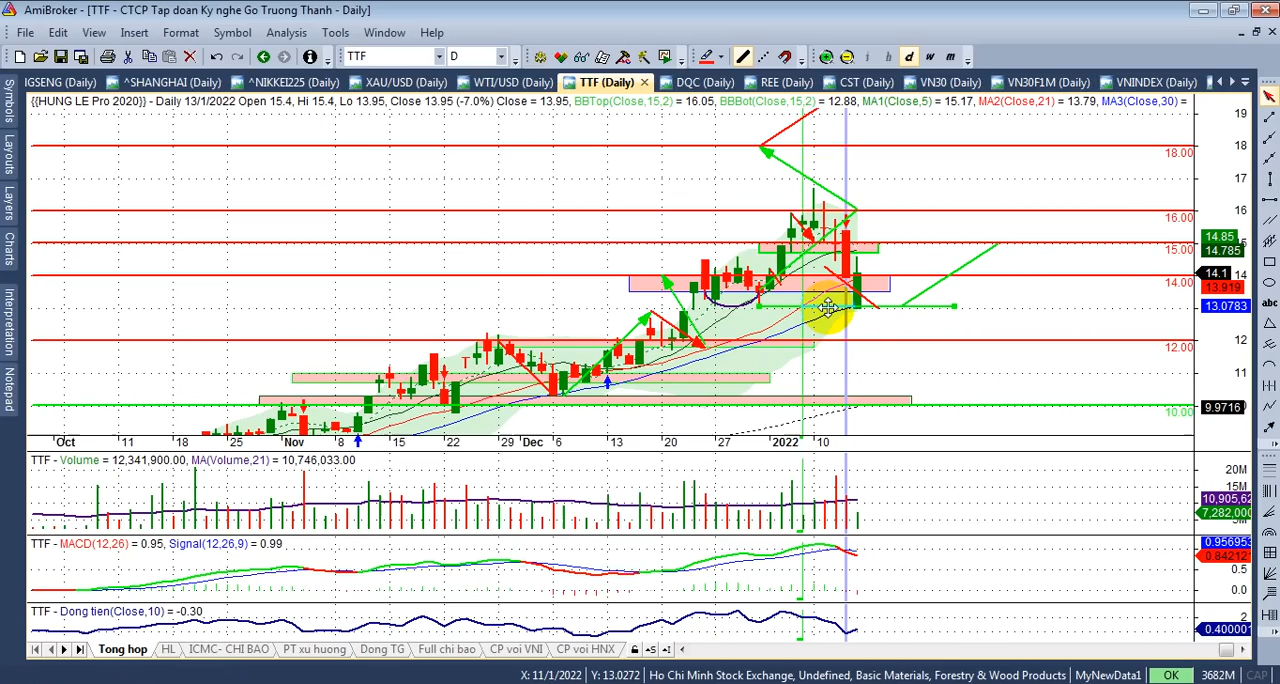 AmiBroker - [TTF - CTCP Tap doan Ky nghe Go Truong Thanh - Daily]
File Edit View Insert Format Symbol Analysis Tools Window Help
TTF D i h d w m
IGSENG (Daily) ^SHANGHAI (Daily) ^NIKKEI225 (Daily) XAU/USD (Daily) WTI/USD (Daily) TTF (Daily) DQC (Daily) REE (Daily) CST (Daily) VN30 (Daily) VN30F1M (Daily) VNINDEX (Daily)
Symbols
Layouts
Layers
Charts
Interpretation
Notepad
{{HUNG LE Pro 2020}} - Daily 13/1/2022 Open 15.4, Hi 15.4, Lo 13.95, Close 13.95 (-7.0%) Close = 13.95, BBTop(Close,15,2) = 16.05, BBBot(Close,15,2) = 12.88, MA1(Close,5) = 15.17, MA2(Close,21) = 13.79, MA3(Close,30) =
19
18
18.00
17
16
16.00
14.85
15.00
14.785
14.1
14
14.00
13.919
13.0783
12
12.00
11
9.9716
10.00
abc
Oct 11 18 25 Nov 8 15 22 29 Dec 6 13 20 27 2022 10
TTF - Volume = 12,341,900.00, MA(Volume,21) = 10,746,033.00
20M
15M
10,905,62
7,282,000
TTF - MACD(12,26) = 0.95, Signal(12,26,9) = 0.99
0.956953
0.84212
0.5
0.0
TTF - Dong tien(Close,10) = -0.30
2
0.400001
Tong hop HL ICMC- CHI BAO PT xu huong Dong TG Full chi bao CP voi VNI CP voi HNX
X: 11/1/2022 Y: 13.0272 Ho Chi Minh Stock Exchange, Undefined, Basic Materials, Forestry & Wood Products MyNewData1 OK 3682M CAP